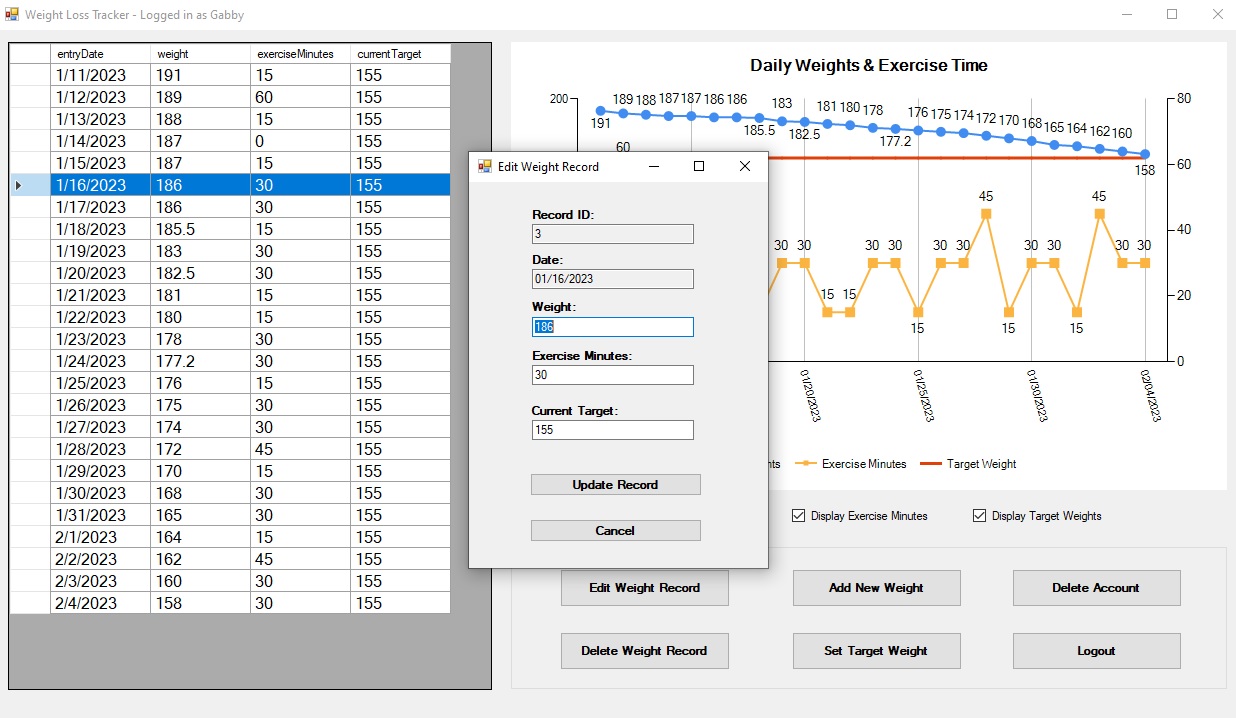 Weight Loss Tracker - Logged in as Gabby
entryDate weight exerciseMinutes currentTarget
1/11/2023 191 15 155
1/12/2023 189 60 155
1/13/2023 188 15 155
1/14/2023 187 0 155
1/15/2023 187 15 155
1/16/2023 186 30 155
1/17/2023 186 30 155
1/18/2023 185.5 15 155
1/19/2023 183 30 155
1/20/2023 182.5 30 155
1/21/2023 181 15 155
1/22/2023 180 15 155
1/23/2023 178 30 155
1/24/2023 177.2 30 155
1/25/2023 176 15 155
1/26/2023 175 30 155
1/27/2023 174 30 155
1/28/2023 172 45 155
1/29/2023 170 15 155
1/30/2023 168 30 155
1/31/2023 165 30 155
2/1/2023 164 15 155
2/2/2023 162 45 155
2/3/2023 160 30 155
2/4/2023 158 30 155
Daily Weights & Exercise Time
200
191 189 188 187 187 186 186 185.5 183 182.5 181 180 178 177.2 176 175 174 172 170 168 165 164 162 160 158
80
60
40
20
0
60
30 30 15 15 30 30 15 30 30 45 15 30 30 15 45 30 30
01/20/2023 01/25/2023 01/30/2023 02/04/2023
nts Exercise Minutes Target Weight
Display Exercise Minutes Display Target Weights
Edit Weight Record
Record ID:
3
Date:
01/16/2023
Weight:
186
Exercise Minutes:
30
Current Target:
155
Update Record
Cancel
Edit Weight Record Add New Weight Delete Account
Delete Weight Record Set Target Weight Logout